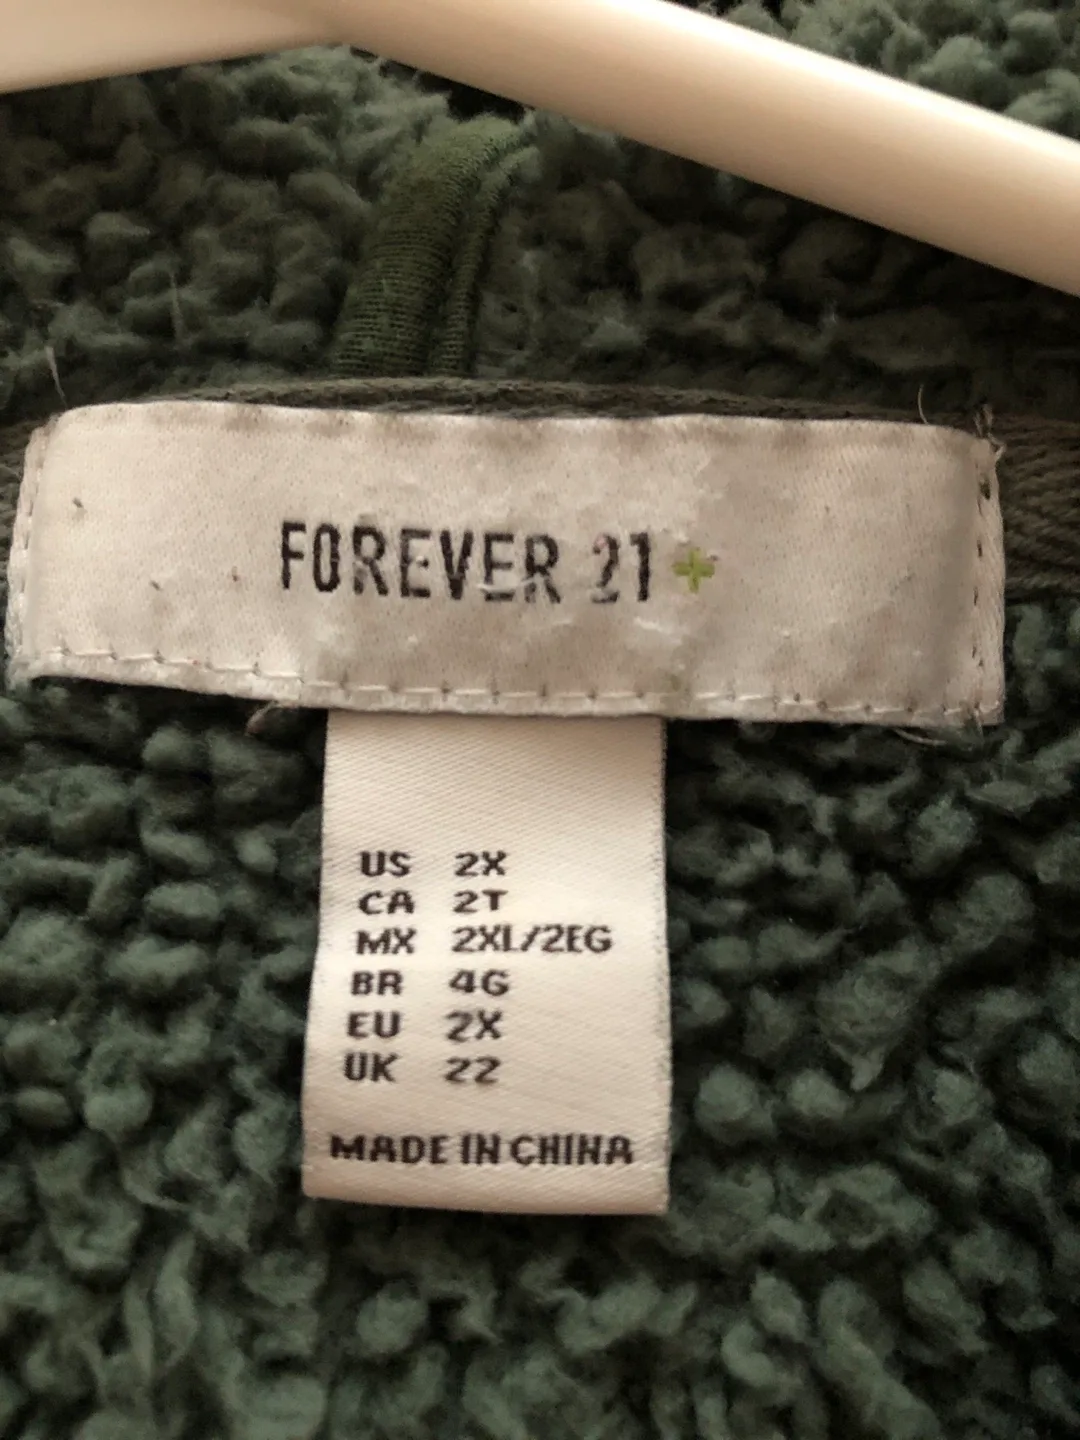 FOREVER 21 +
US 2X
CA 2T
MX 2XL/2EG
BR 4G
EU 2X
UK 22
MADE IN CHINA